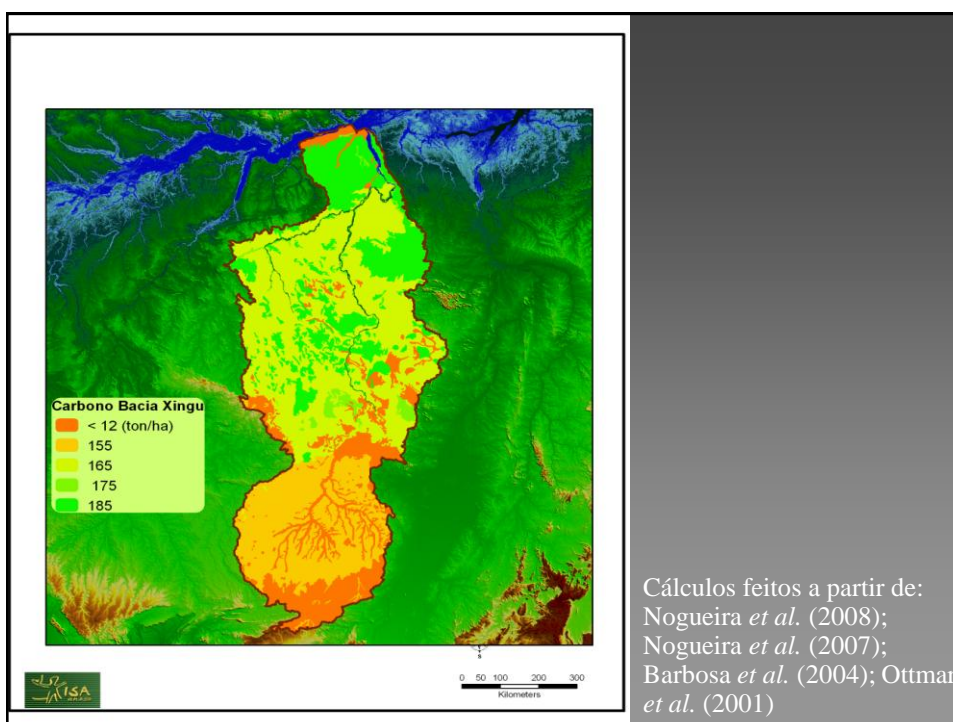 Carbono Bacia Xingu
< 12 (ton/ha)
155
165
175
185
ISA
0 50 100 200 300
Kilometers
Cálculos feitos a partir de:
Nogueira et al. (2008);
Nogueira et al. (2007);
Barbosa et al. (2004); Ottmar
et al. (2001)